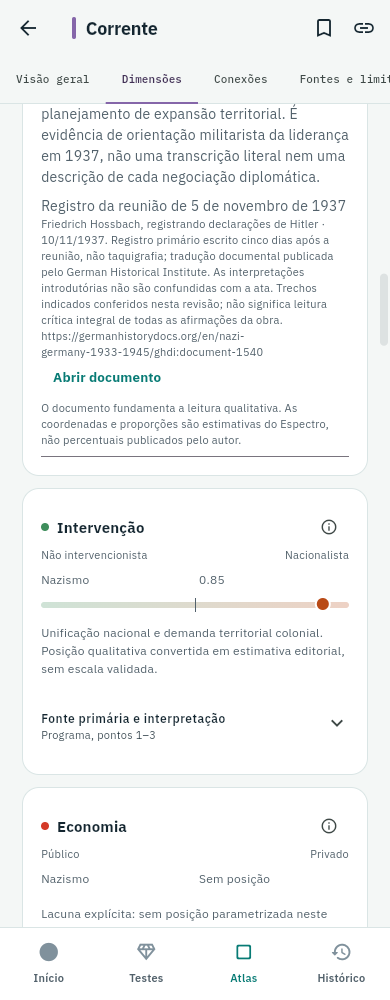 Corrente
Visão geral
Dimensões
Conexões
Fontes e limit
planejamento de expansão territorial. É
evidência de orientação militarista da liderança
em 1937, não uma transcrição literal nem uma
descrição de cada negociação diplomática.
Registro da reunião de 5 de novembro de 1937
Friedrich Hossbach, registrando declarações de Hitler ·
10/11/1937. Registro primário escrito cinco dias após a
reunião, não taquigrafia; tradução documental publicada
pelo German Historical Institute. As interpretações
introdutórias não são confundidas com a ata. Trechos
indicados conferidos nesta revisão; não significa leitura
crítica integral de todas as afirmações da obra.
https://germanhistorydocs.org/en/nazi-
germany-1933-1945/ghdi:document-1540
Abrir documento
O documento fundamenta a leitura qualitativa. As
coordenadas e proporções são estimativas do Espectro,
não percentuais publicados pelo autor.
Intervenção
Não intervencionista
Nacionalista
Nazismo
0.85
Unificação nacional e demanda territorial colonial.
Posição qualitativa convertida em estimativa editorial,
sem escala validada.
Fonte primária e interpretação
Programa, pontos 1–3
Economia
Público
Privado
Nazismo
Sem posição
Lacuna explícita: sem posição parametrizada neste
Início
Testes
Atlas
Histórico